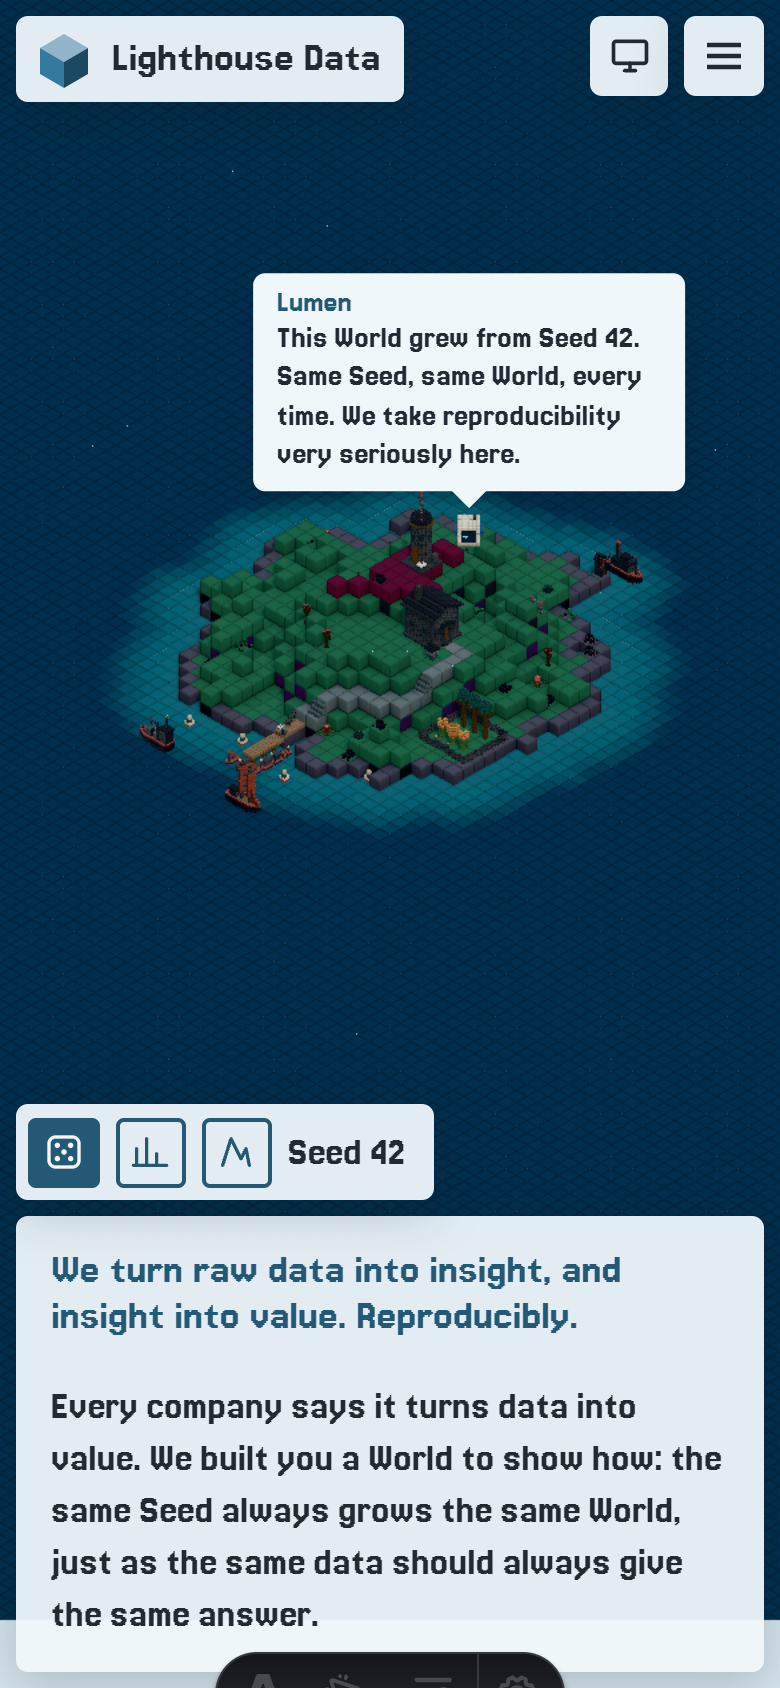 Lighthouse Data
Lumen
This World grew from Seed 42.
Same Seed, same World, every
time. We take reproducibility
very seriously here.
Seed 42
We turn raw data into insight, and
insight into value. Reproducibly.
Every company says it turns data into
value. We built you a World to show how: the
same Seed always grows the same World,
just as the same data should always give
the same answer.